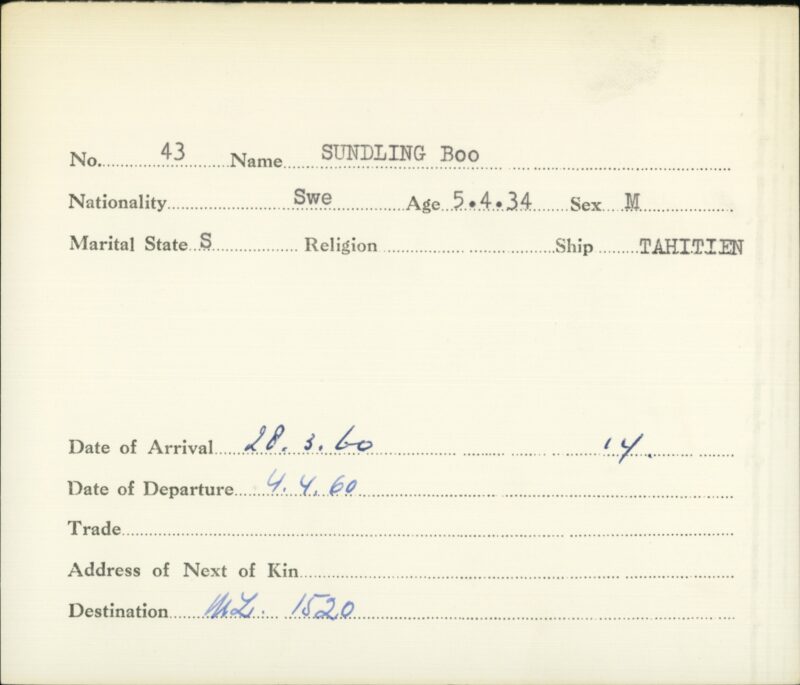 No. 43 Name SUNDLING Boo
Nationality Swe Age 5.4.34 Sex M
Marital State S Religion Ship TAHITIEN
Date of Arrival 28.3.60 14.
Date of Departure 4.4.60
Trade
Address of Next of Kin
Destination ML. 1520